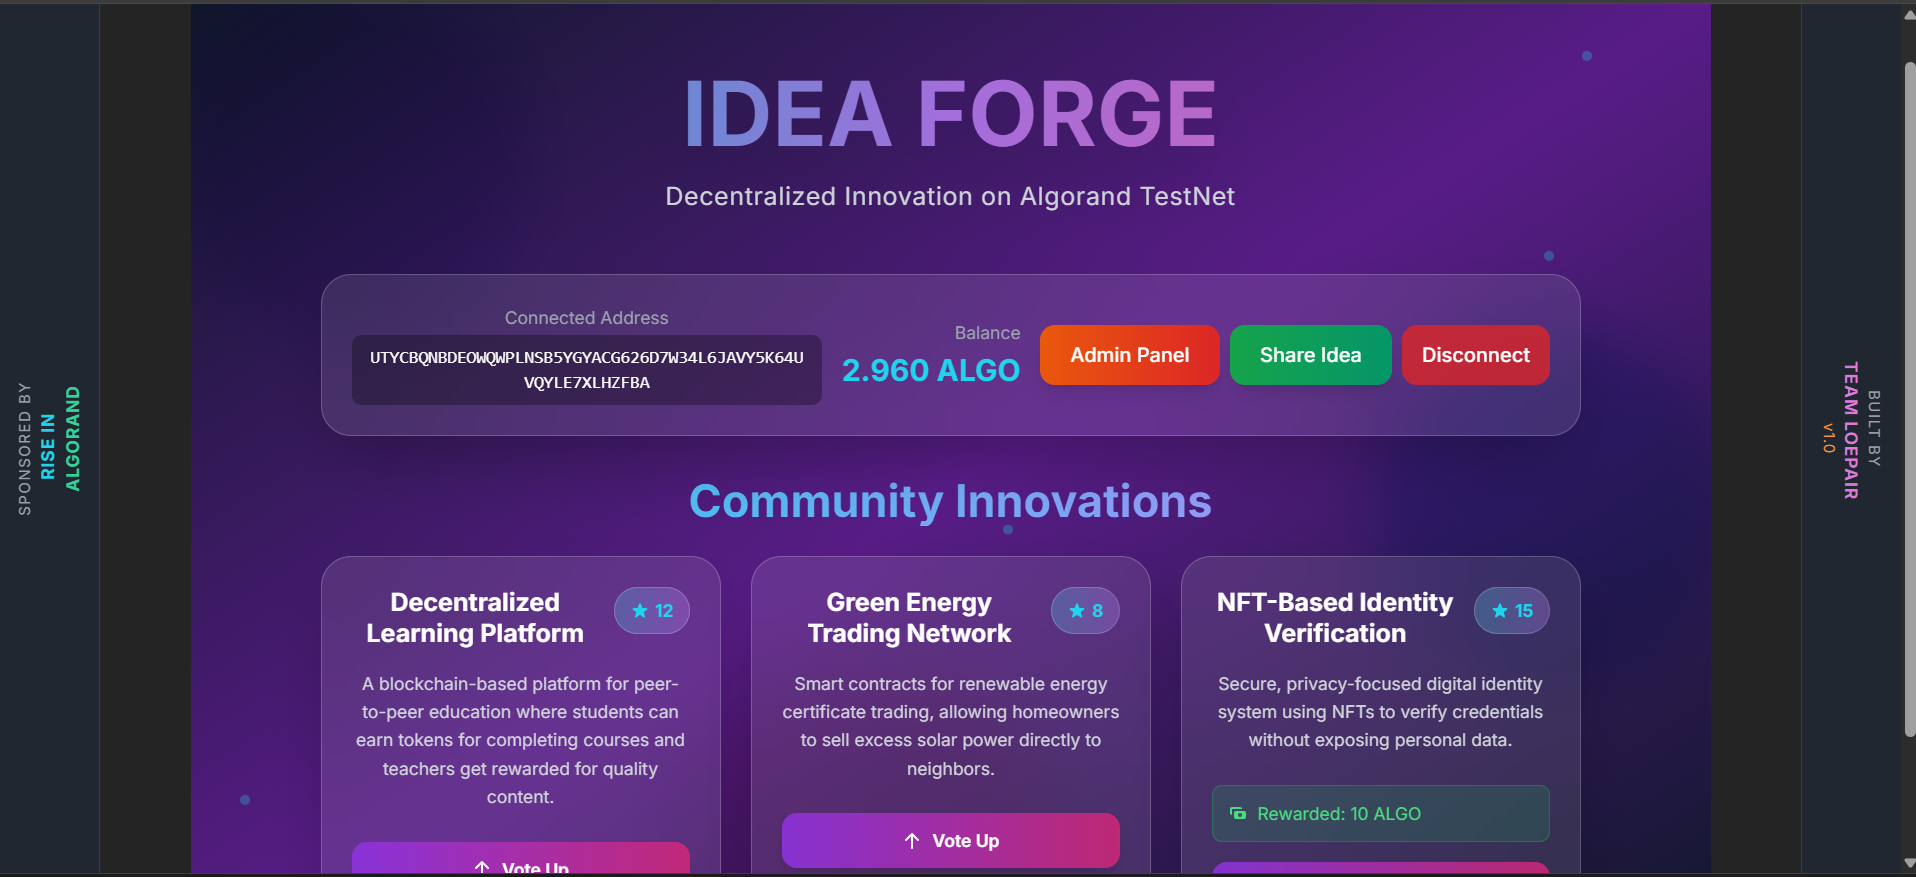 SPONSORED BY
RISE IN
ALGORAND
IDEA FORGE
Decentralized Innovation on Algorand TestNet
Connected Address
UTYCBQNBDEOWQWPLNSB5YGYACG626D7W34L6JAVY5K64U
VQYLE7XLHZFBA
Balance
2.960 ALGO
Admin Panel
Share Idea
Disconnect
Community Innovations
Decentralized
Learning Platform
12
A blockchain-based platform for peer-
to-peer education where students can
earn tokens for completing courses and
teachers get rewarded for quality
content.
Vote Up
Green Energy
Trading Network
8
Smart contracts for renewable energy
certificate trading, allowing homeowners
to sell excess solar power directly to
neighbors.
Vote Up
NFT-Based Identity
Verification
15
Secure, privacy-focused digital identity
system using NFTs to verify credentials
without exposing personal data.
Rewarded: 10 ALGO
BUILT BY
TEAM LOEPAIR
v1.0